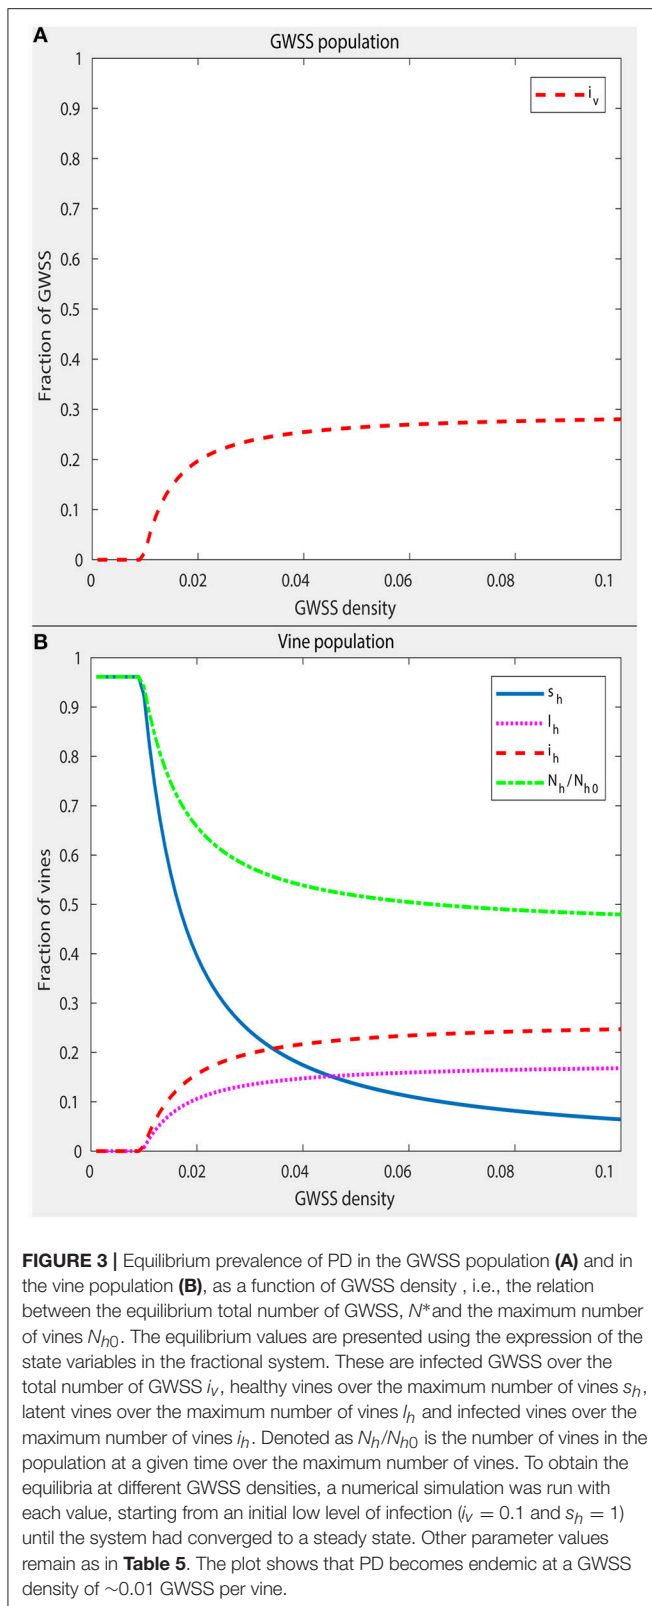 A
GWSS population
1
0.9
0.8
0.7
0.6
0.5
0.4
0.3
0.2
0.1
0
Fraction of GWSS
i_v
0 0.02 0.04 0.06 0.08 0.1
GWSS density
B
Vine population
1
0.9
0.8
0.7
0.6
0.5
0.4
0.3
0.2
0.1
0
Fraction of vines
s_h
l_h
i_h
N_h/N_h0
0 0.02 0.04 0.06 0.08 0.1
GWSS density
FIGURE 3 | Equilibrium prevalence of PD in the GWSS population (A) and in
the vine population (B), as a function of GWSS density , i.e., the relation
between the equilibrium total number of GWSS, N* and the maximum number
of vines N_h0. The equilibrium values are presented using the expression of the
state variables in the fractional system. These are infected GWSS over the
total number of GWSS i_v, healthy vines over the maximum number of vines s_h,
latent vines over the maximum number of vines l_h and infected vines over the
maximum number of vines i_h. Denoted as N_h/N_h0 is the number of vines in the
population at a given time over the maximum number of vines. To obtain the
equilibria at different GWSS densities, a numerical simulation was run with
each value, starting from an initial low level of infection (i_v = 0.1 and s_h = 1)
until the system had converged to a steady state. Other parameter values
remain as in Table 5. The plot shows that PD becomes endemic at a GWSS
density of ~0.01 GWSS per vine.